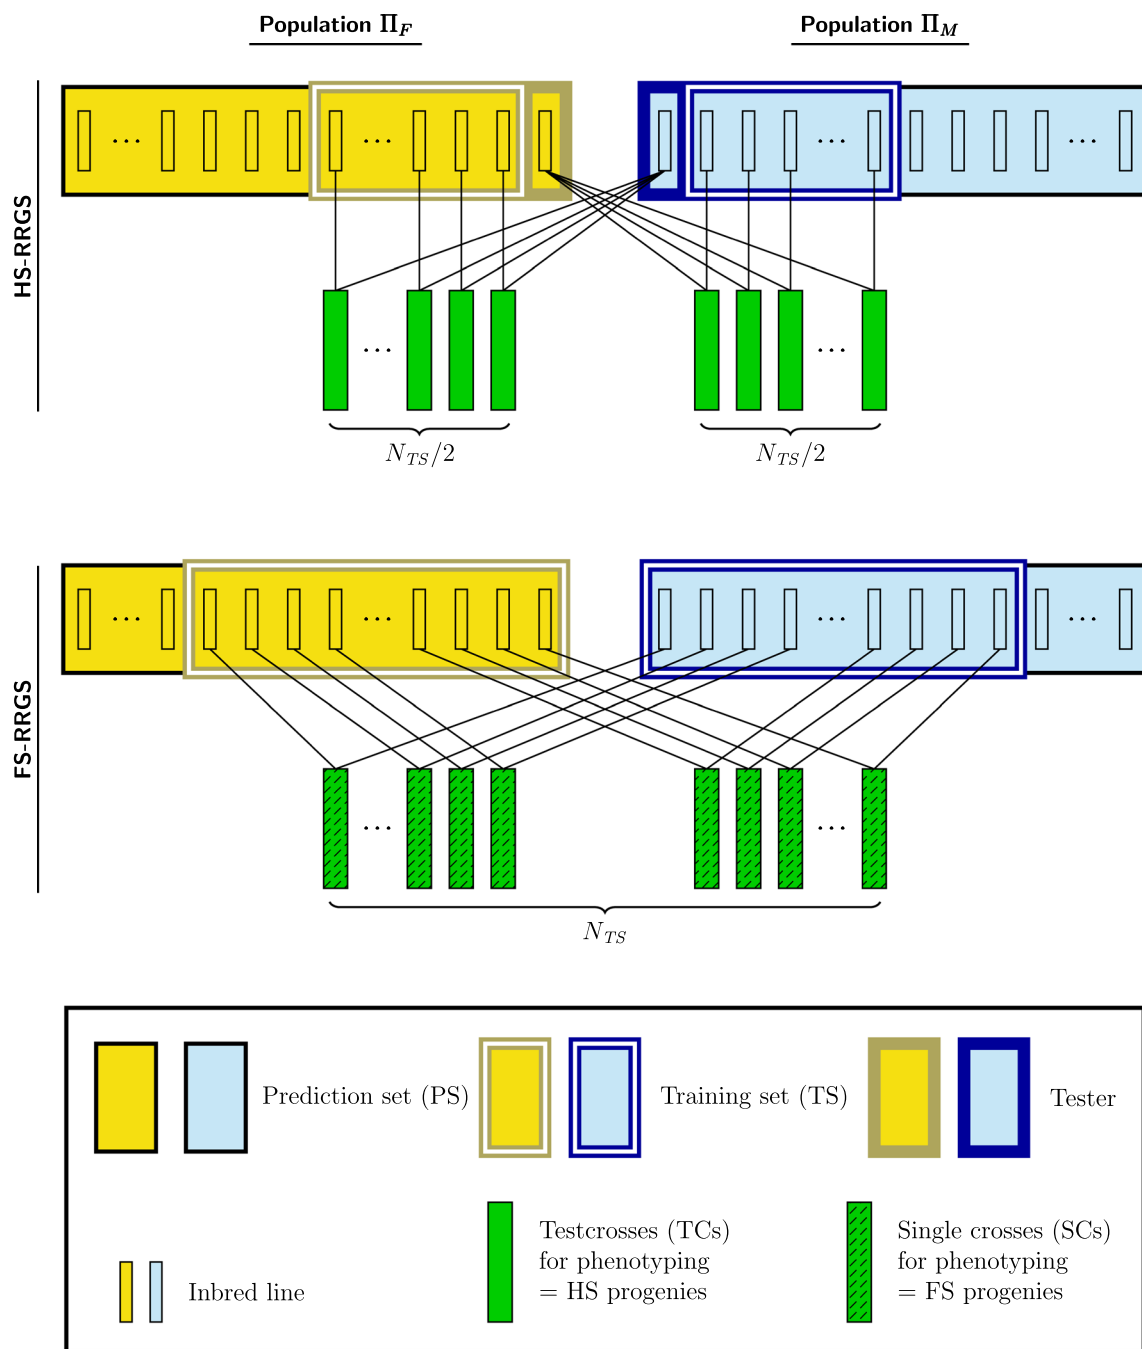 Population Π_F
Population Π_M
HS-RRGS
...
...
...
...
...
...
N_TS/2
N_TS/2
FS-RRGS
...
...
...
...
...
...
N_TS
Prediction set (PS)
Training set (TS)
Tester
Inbred line
Testcrosses (TCs)
for phenotyping
= HS progenies
Single crosses (SCs)
for phenotyping
= FS progenies